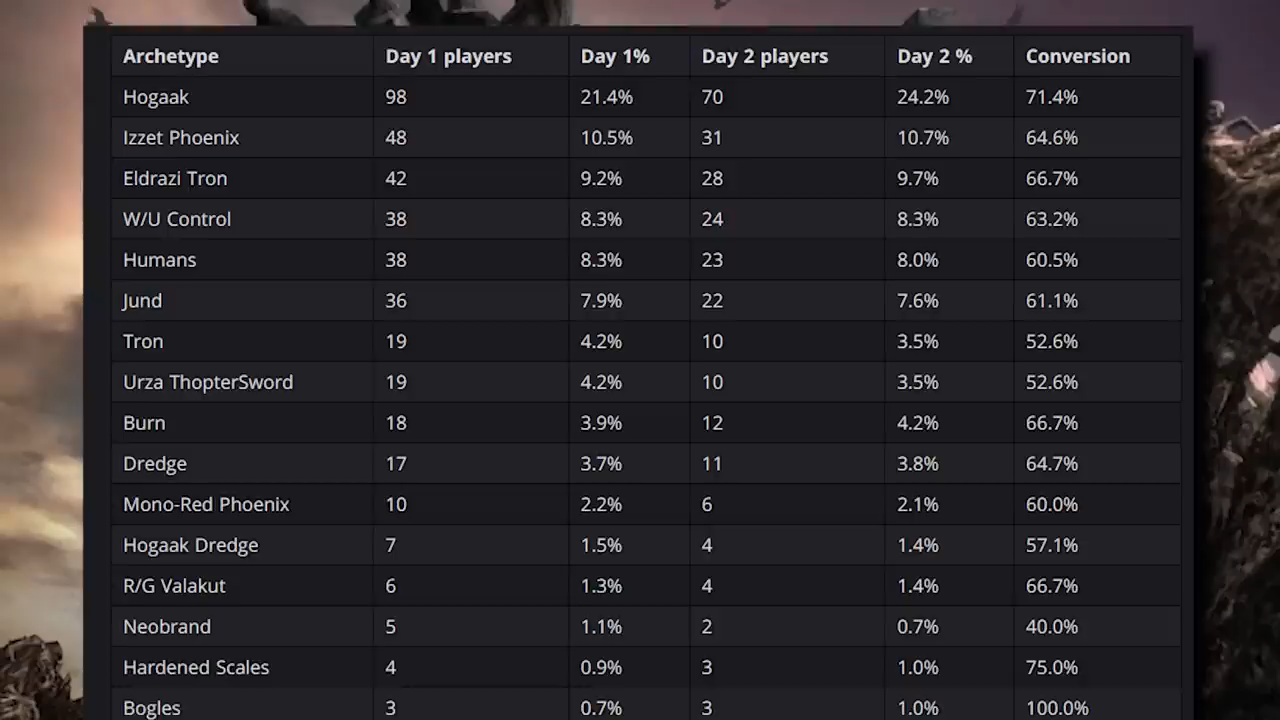 Archetype Day 1 players Day 1% Day 2 players Day 2 % Conversion
Hogaak 98 21.4% 70 24.2% 71.4%
Izzet Phoenix 48 10.5% 31 10.7% 64.6%
Eldrazi Tron 42 9.2% 28 9.7% 66.7%
W/U Control 38 8.3% 24 8.3% 63.2%
Humans 38 8.3% 23 8.0% 60.5%
Jund 36 7.9% 22 7.6% 61.1%
Tron 19 4.2% 10 3.5% 52.6%
Urza ThopterSword 19 4.2% 10 3.5% 52.6%
Burn 18 3.9% 12 4.2% 66.7%
Dredge 17 3.7% 11 3.8% 64.7%
Mono-Red Phoenix 10 2.2% 6 2.1% 60.0%
Hogaak Dredge 7 1.5% 4 1.4% 57.1%
R/G Valakut 6 1.3% 4 1.4% 66.7%
Neobrand 5 1.1% 2 0.7% 40.0%
Hardened Scales 4 0.9% 3 1.0% 75.0%
Bogles 3 0.7% 3 1.0% 100.0%